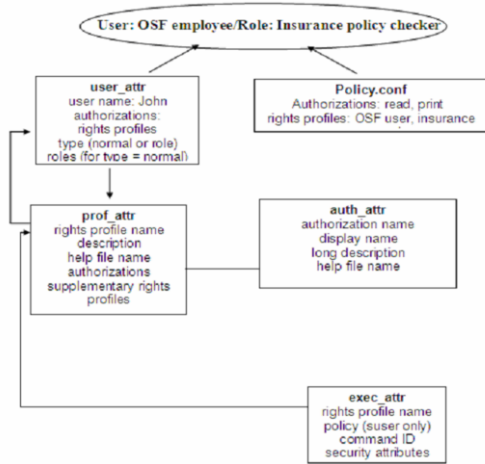 User: OSF employee/Role: Insurance policy checker
user_attr
user name: John
authorizations:
rights profiles
type (normal or role)
roles (for type = normal)
Policy.conf
Authorizations: read, print
rights profiles: OSF user, insurance
prof_attr
rights profile name
description
help file name
authorizations
supplementary rights
profiles
auth_attr
authorization name
display name
long description
help file name
exec_attr
rights profile name
policy (suser only)
command ID
security attributes